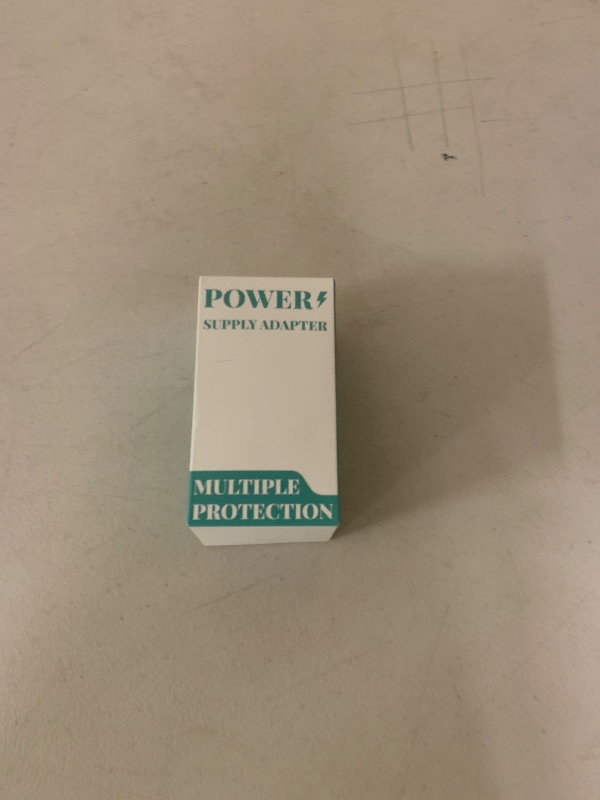 POWER
SUPPLY ADAPTER
MULTIPLE
PROTECTION